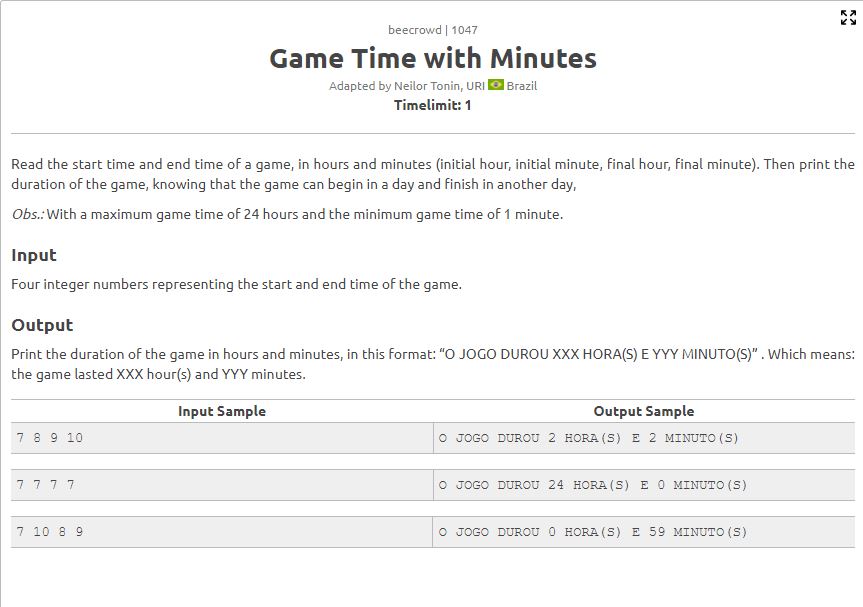 beecrowd | 1047
Game Time with Minutes
Adapted by Neilor Tonin, URI Brazil
Timelimit: 1
Read the start time and end time of a game, in hours and minutes (initial hour, initial minute, final hour, final minute). Then print the
duration of the game, knowing that the game can begin in a day and finish in another day,
Obs.: With a maximum game time of 24 hours and the minimum game time of 1 minute.
Input
Four integer numbers representing the start and end time of the game.
Output
Print the duration of the game in hours and minutes, in this format: “O JOGO DUROU XXX HORA(S) E YYY MINUTO(S)” . Which means:
the game lasted XXX hour(s) and YYY minutes.
Input Sample Output Sample
7 8 9 10 O JOGO DUROU 2 HORA(S) E 2 MINUTO(S)
7 7 7 7 O JOGO DUROU 24 HORA(S) E 0 MINUTO(S)
7 10 8 9 O JOGO DUROU 0 HORA(S) E 59 MINUTO(S)